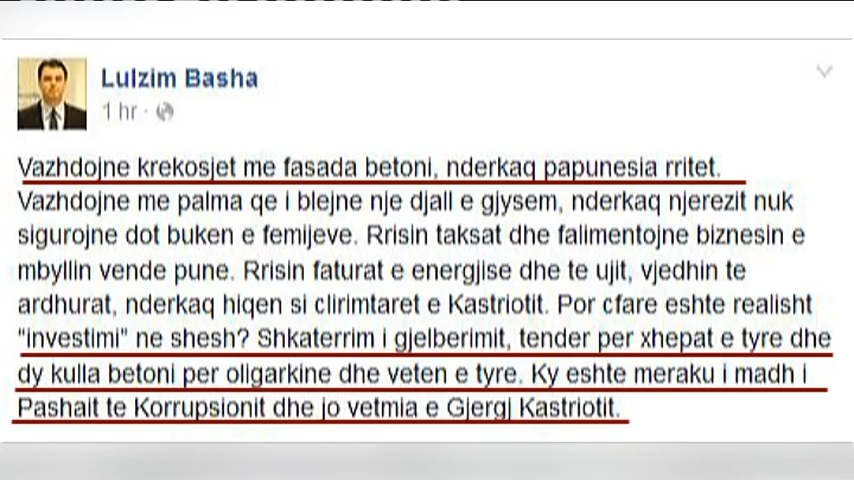 Lulzim Basha
1 hr ·
Vazhdojne krekosjet me fasada betoni, nderkaq papunesia rritet.
Vazhdojne me palma qe i blejne nje djall e gjysem, nderkaq njerezit nuk
sigurojne dot buken e femijeve. Rrisin taksat dhe falimentojne biznesin e
mbyllin vende pune. Rrisin faturat e energjise dhe te ujit, vjedhin te
ardhurat, nderkaq hiqen si clirimtaret e Kastriotit. Por cfare eshte realisht
"investimi" ne shesh? Shkaterrim i gjelberimit, tender per xhepat e tyre dhe
dy kulla betoni per oligarkine dhe veten e tyre. Ky eshte meraku i madh i
Pashait te Korrupsionit dhe jo vetmia e Gjergj Kastriotit.